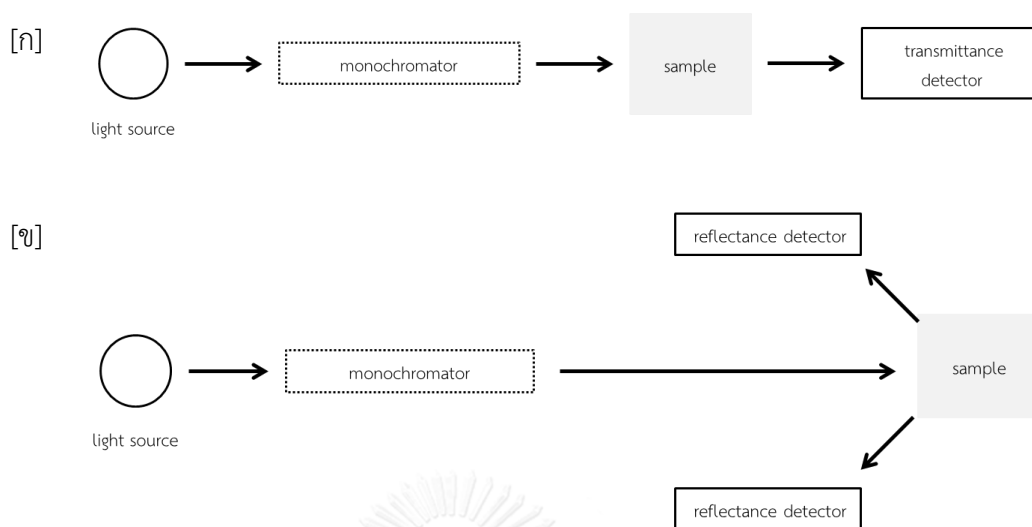 [ก]
light source
monochromator
sample
transmittance
detector
[ข]
reflectance detector
light source
monochromator
sample
reflectance detector